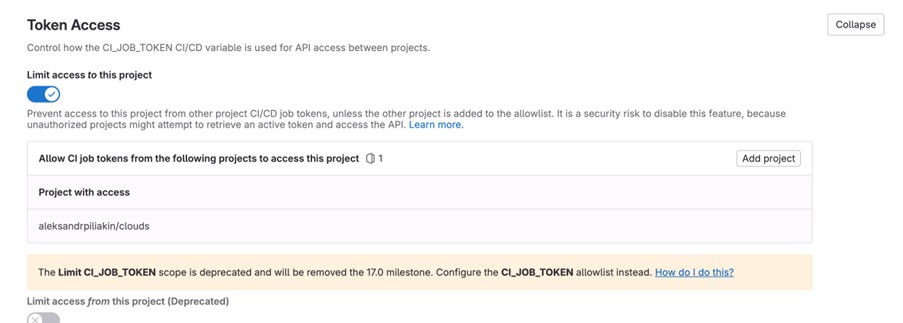 Token Access
Collapse
Control how the CI_JOB_TOKEN CI/CD variable is used for API access between projects.
Limit access to this project
Prevent access to this project from other project CI/CD job tokens, unless the other project is added to the allowlist. It is a security risk to disable this feature, because
unauthorized projects might attempt to retrieve an active token and access the API. Learn more.
Allow CI job tokens from the following projects to access this project 1
Add project
Project with access
aleksandrpiliakin/clouds
The Limit CI_JOB_TOKEN scope is deprecated and will be removed the 17.0 milestone. Configure the CI_JOB_TOKEN allowlist instead. How do I do this?
Limit access from this project (Deprecated)